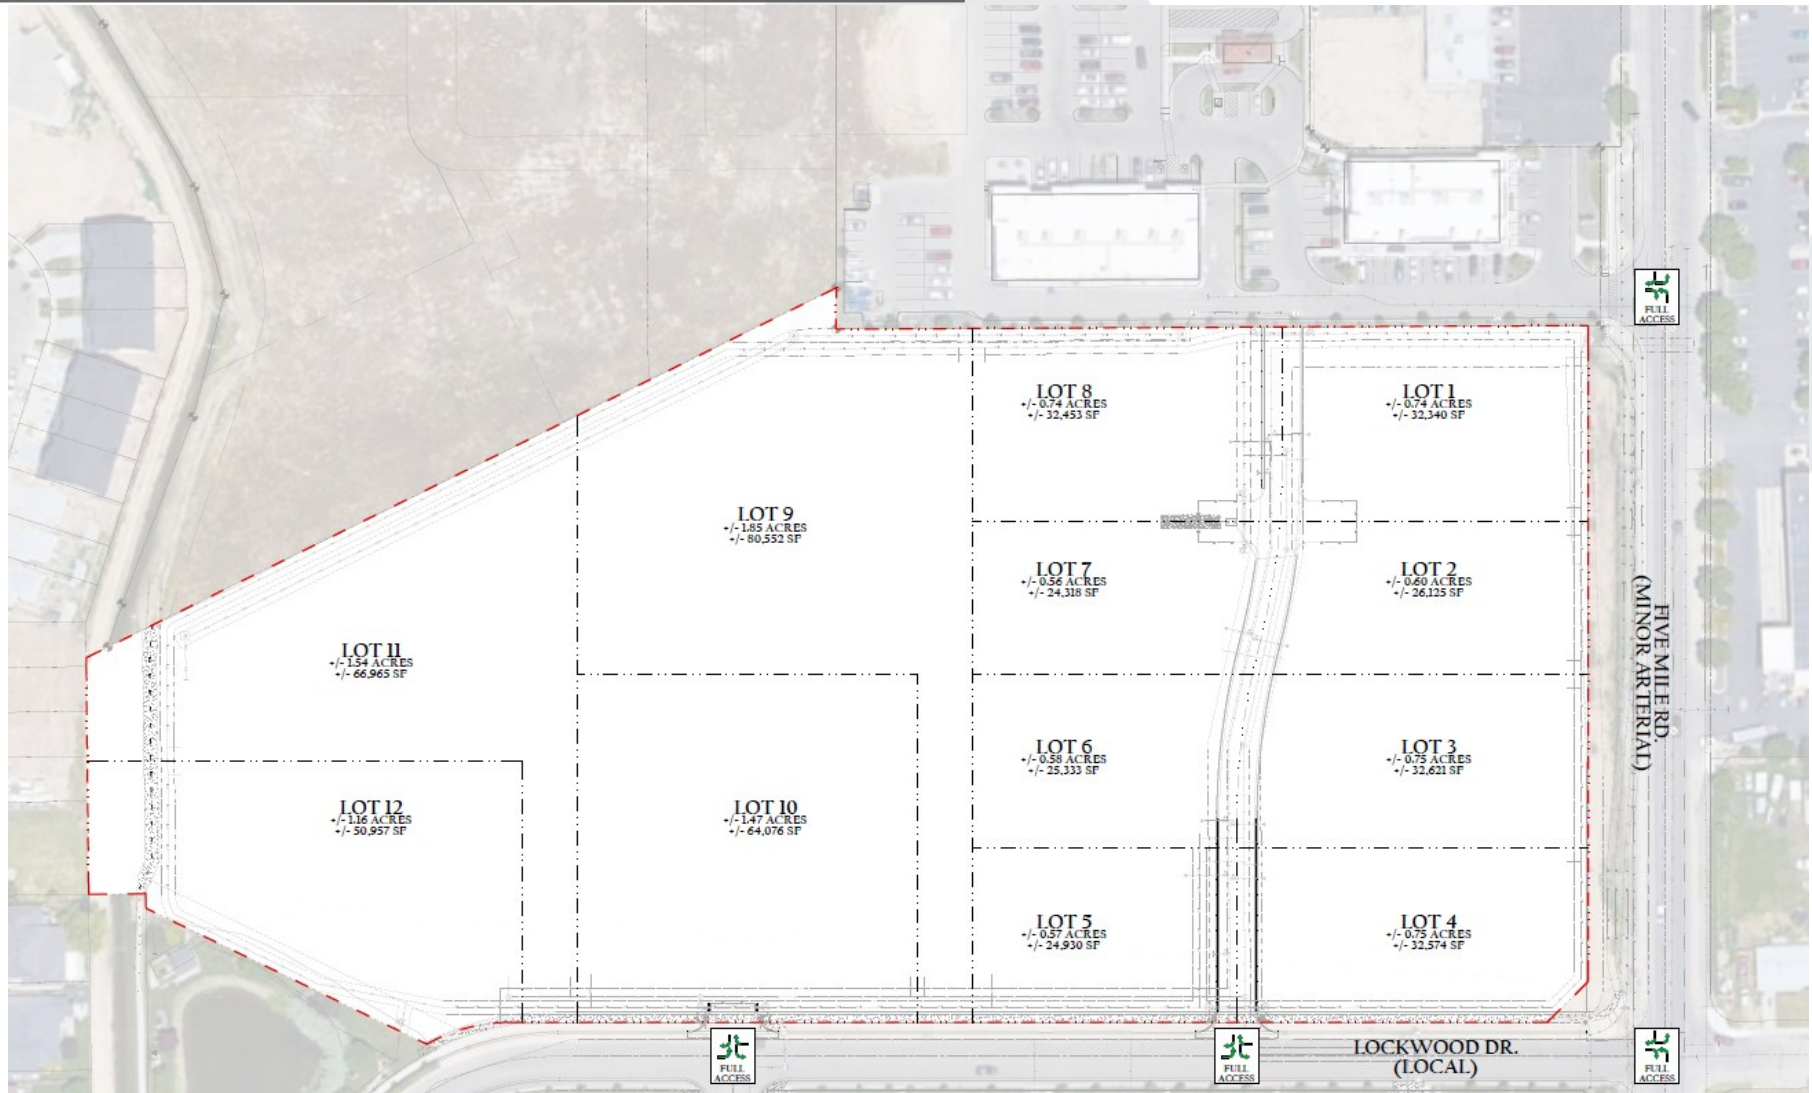 FULL
ACCESS
LOT 8
+/- 0.74 ACRES
+/- 32,453 SF
LOT 1
+/- 0.74 ACRES
+/- 32,340 SF
LOT 9
+/- 1.85 ACRES
+/- 80,552 SF
LOT 7
+/- 0.56 ACRES
+/- 24,318 SF
LOT 2
+/- 0.60 ACRES
+/- 26,125 SF
FIVE MILE RD.
(MINOR ARTERIAL)
LOT 11
+/- 1.54 ACRES
+/- 66,965 SF
LOT 6
+/- 0.58 ACRES
+/- 25,333 SF
LOT 3
+/- 0.75 ACRES
+/- 32,621 SF
LOT 12
+/- 1.16 ACRES
+/- 50,957 SF
LOT 10
+/- 1.47 ACRES
+/- 64,076 SF
LOT 5
+/- 0.57 ACRES
+/- 24,930 SF
LOT 4
+/- 0.75 ACRES
+/- 32,574 SF
FULL
ACCESS
FULL
ACCESS
LOCKWOOD DR.
(LOCAL)
FULL
ACCESS